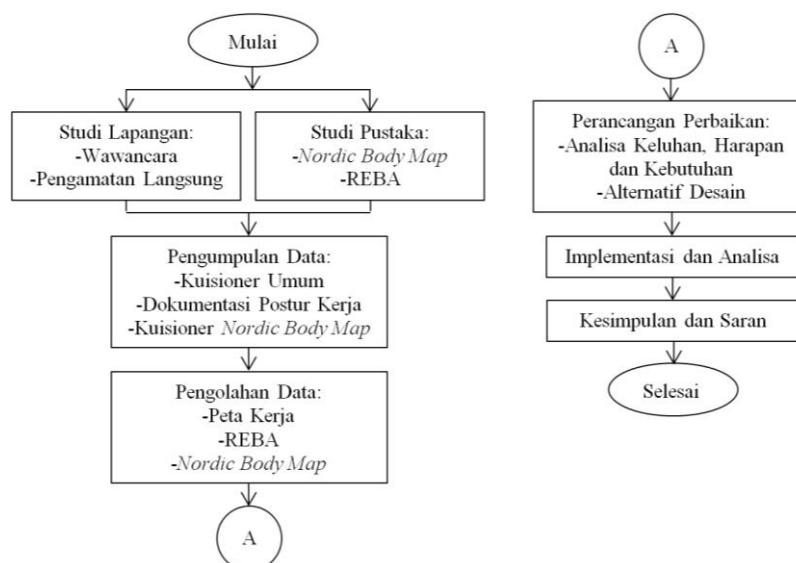 Mulai
Studi Lapangan:
-Wawancara
-Pengamatan Langsung
Studi Pustaka:
-Nordic Body Map
-REBA
Pengumpulan Data:
-Kuisioner Umum
-Dokumentasi Postur Kerja
-Kuisioner Nordic Body Map
Pengolahan Data:
-Peta Kerja
-REBA
-Nordic Body Map
A
A
Perancangan Perbaikan:
-Analisa Keluhan, Harapan
dan Kebutuhan
-Alternatif Desain
Implementasi dan Analisa
Kesimpulan dan Saran
Selesai